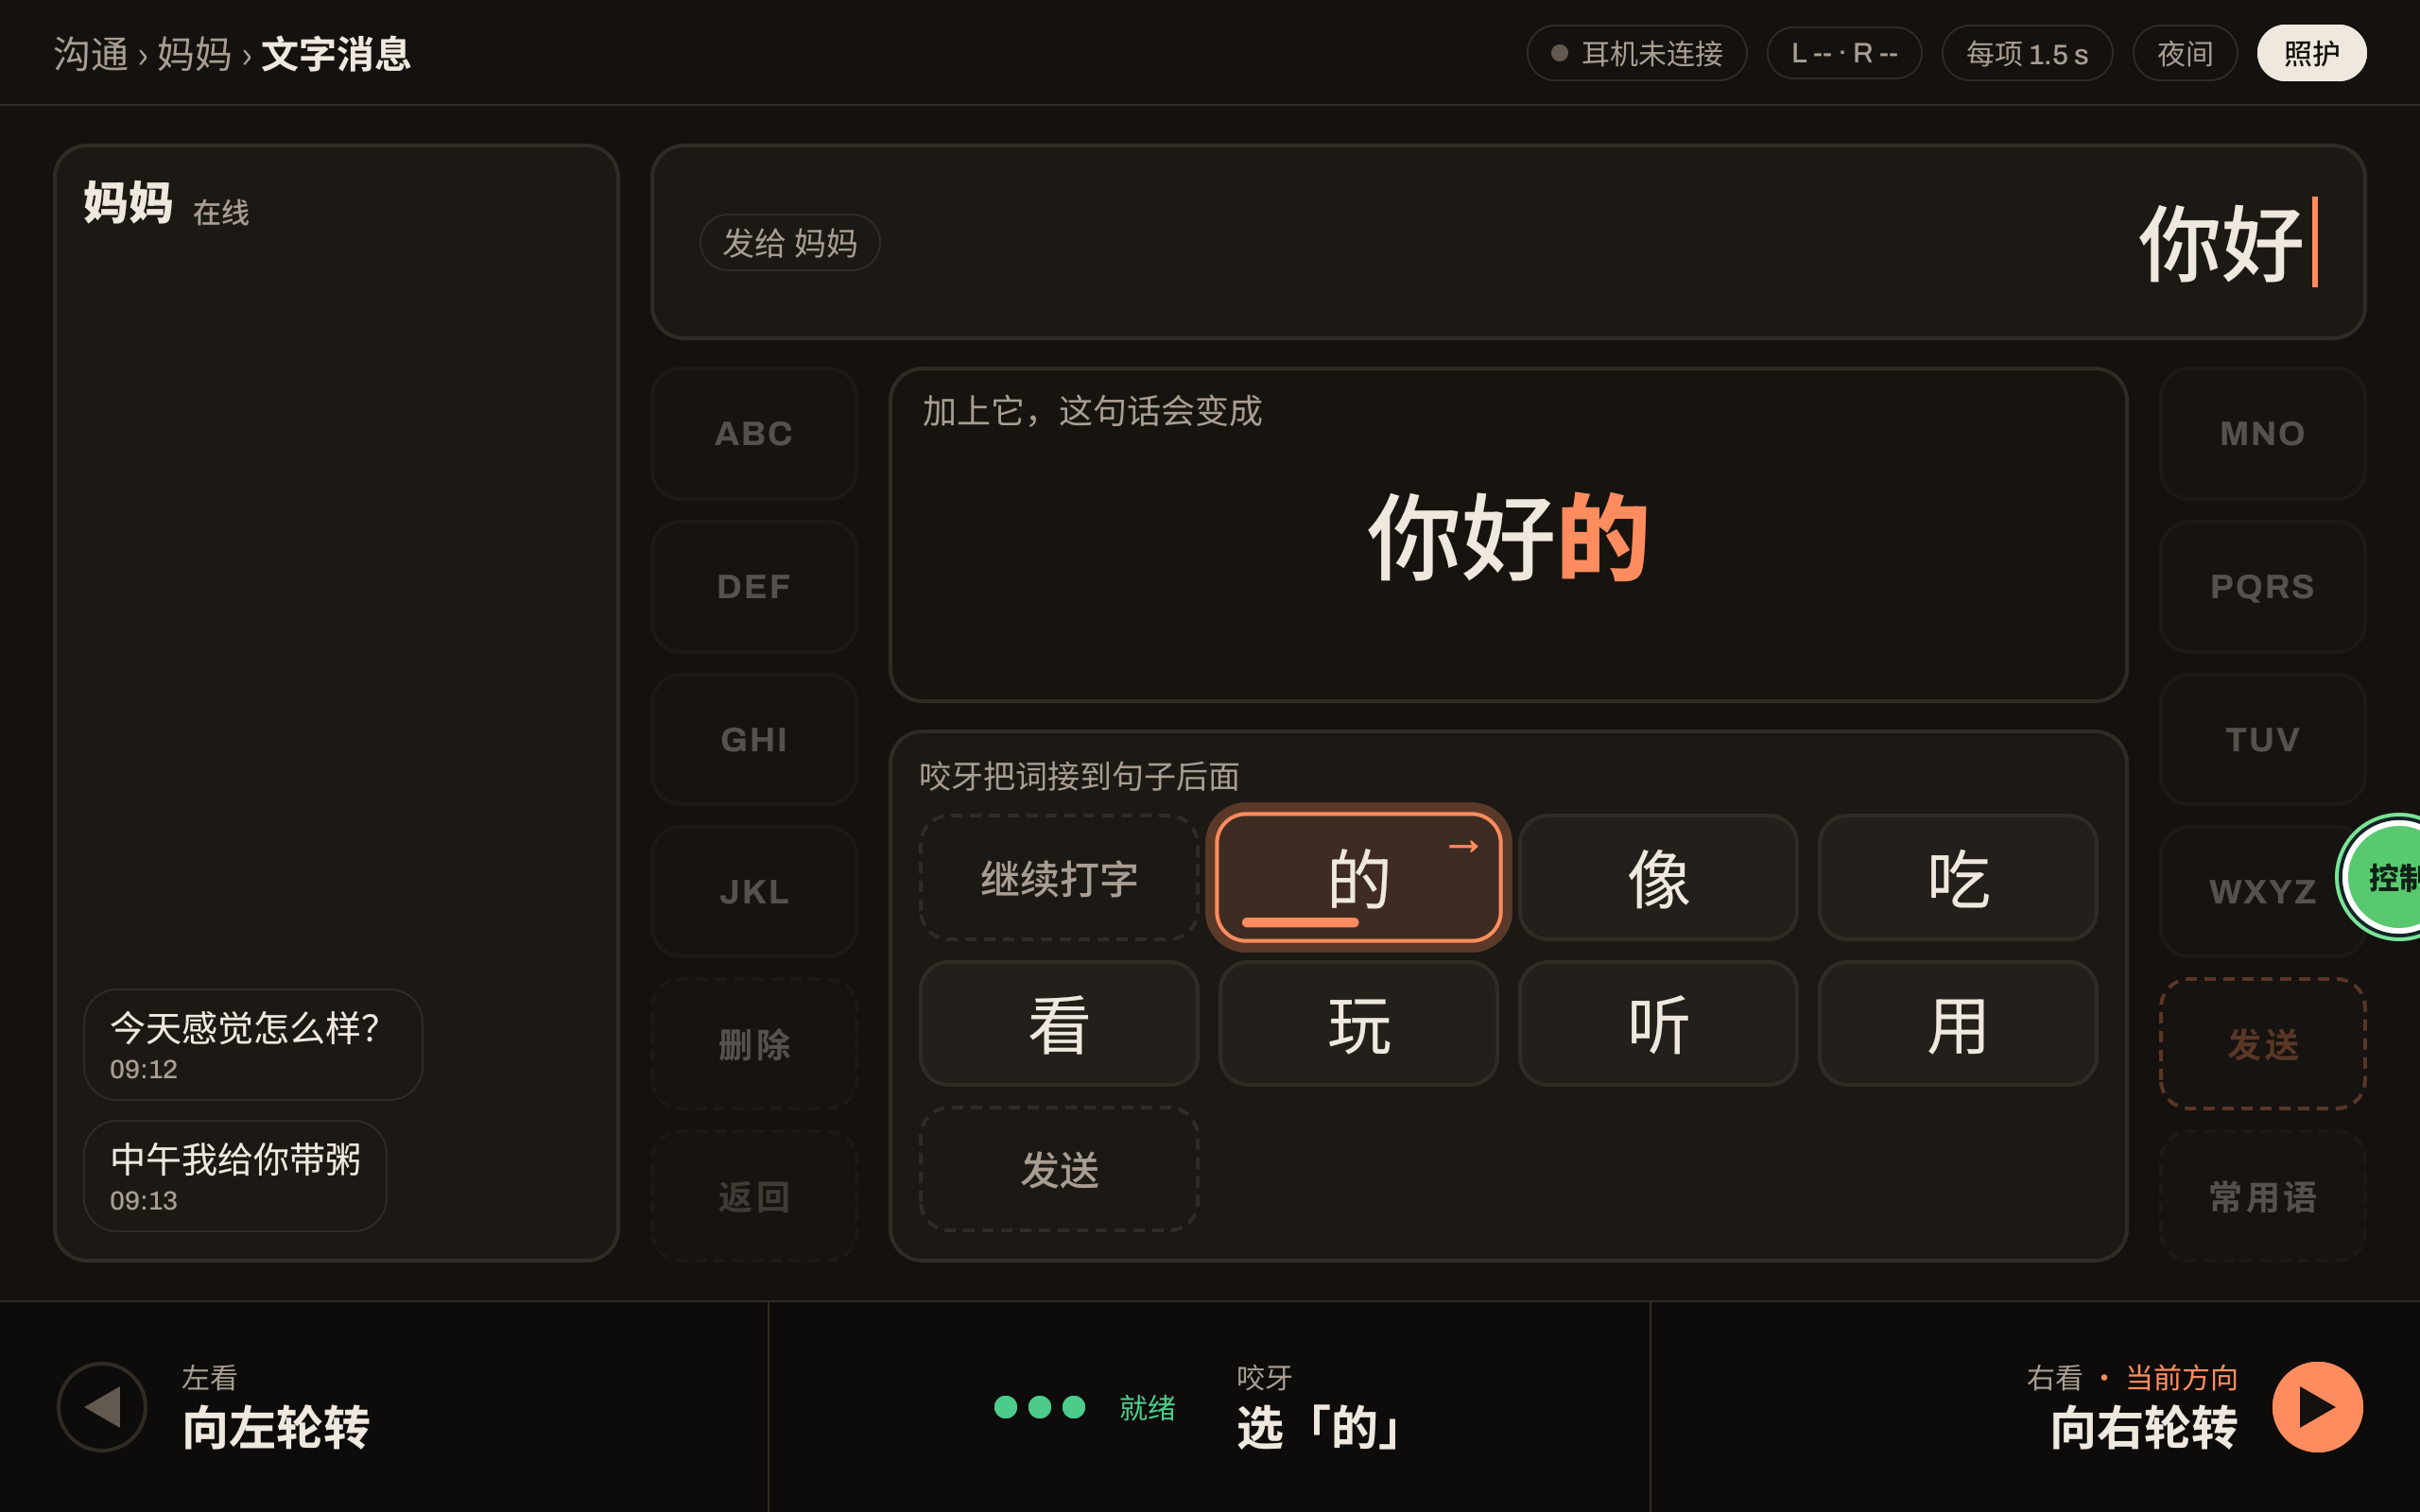 沟通 › 妈妈 › 文字消息
耳机未连接
L -- · R --
每项 1.5 s
夜间
照护
妈妈 在线
今天感觉怎么样？
09:12
中午我给你带粥
09:13
发给 妈妈
你好
ABC
DEF
GHI
JKL
删除
返回
加上它，这句话会变成
你好的
咬牙把词接到句子后面
继续打字
的 →
像
吃
看
玩
听
用
发送
MNO
PQRS
TUV
WXYZ
发送
常用语
控制
左看
向左轮转
就绪
咬牙
选「的」
右看 · 当前方向
向右轮转